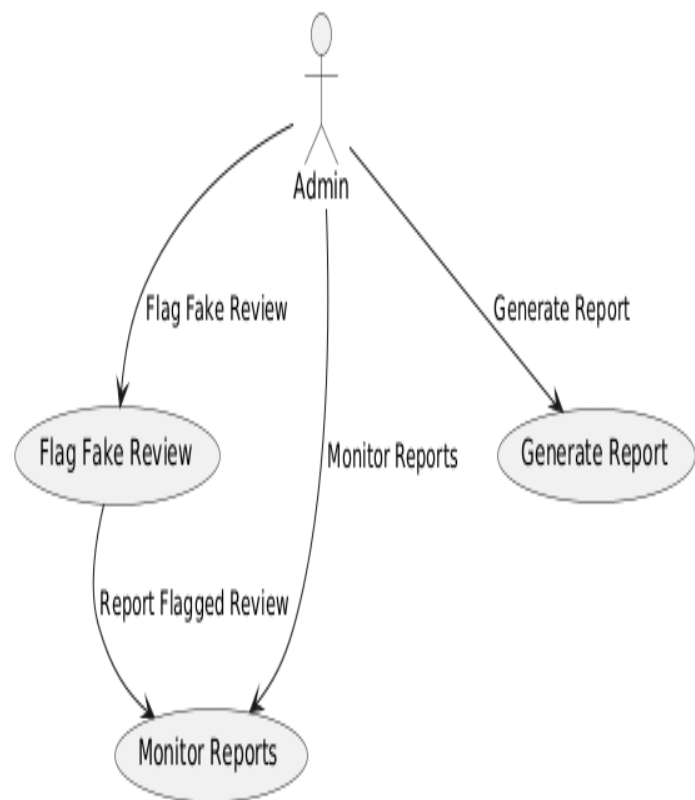 Admin
Flag Fake Review
Generate Report
Flag Fake Review
Monitor Reports
Generate Report
Report Flagged Review
Monitor Reports